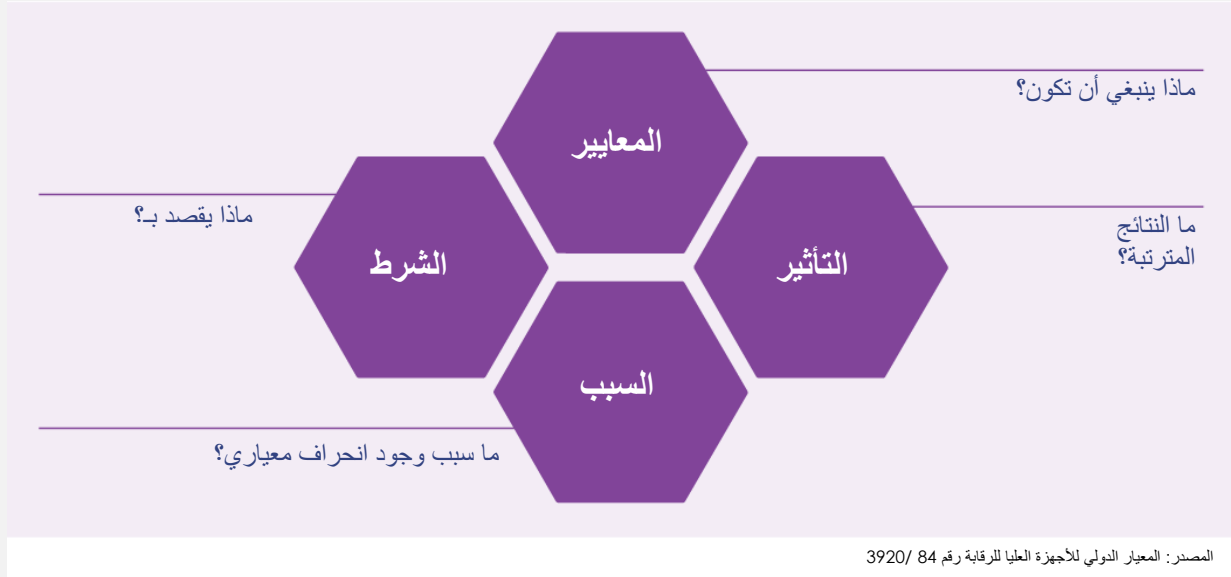 ماذا ينبغي أن تكون؟
المعايير
ما النتائج
المترتبة؟
التأثير
الشرط
ماذا يقصد بـ؟
السبب
ما سبب وجود انحراف معياري؟
المصدر: المعيار الدولي للأجهزة العليا للرقابة رقم 84 /3920